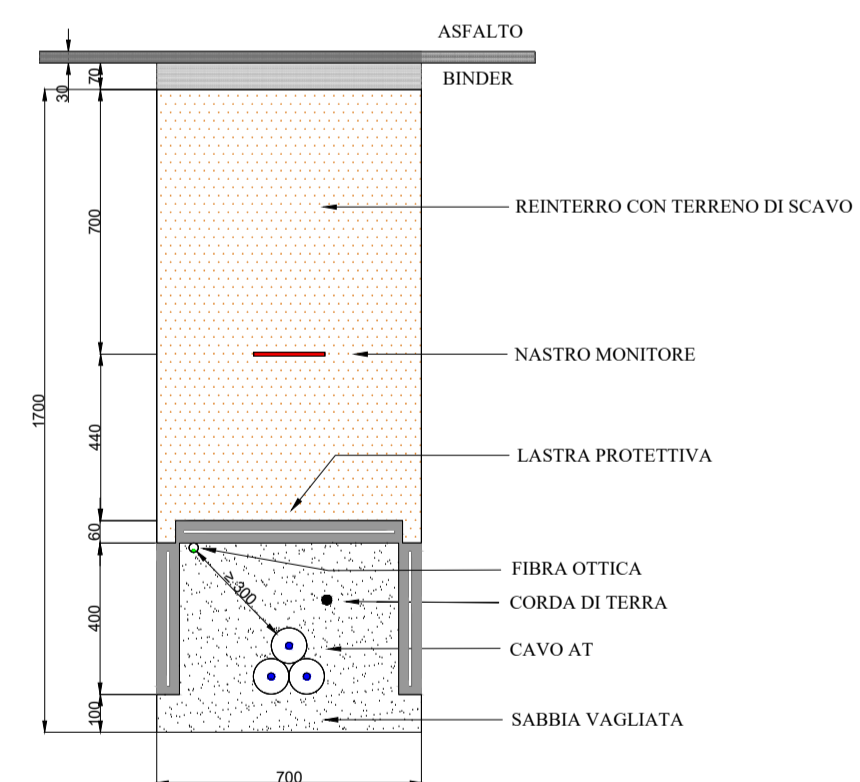 ASFALTO
BINDER
30
70
700
REINTERRO CON TERRENO DI SCAVO
NASTRO MONITORE
1700
440
LASTRA PROTETTIVA
60
FIBRA OTTICA
≥ 300
CORDA DI TERRA
400
CAVO AT
100
SABBIA VAGLIATA
700